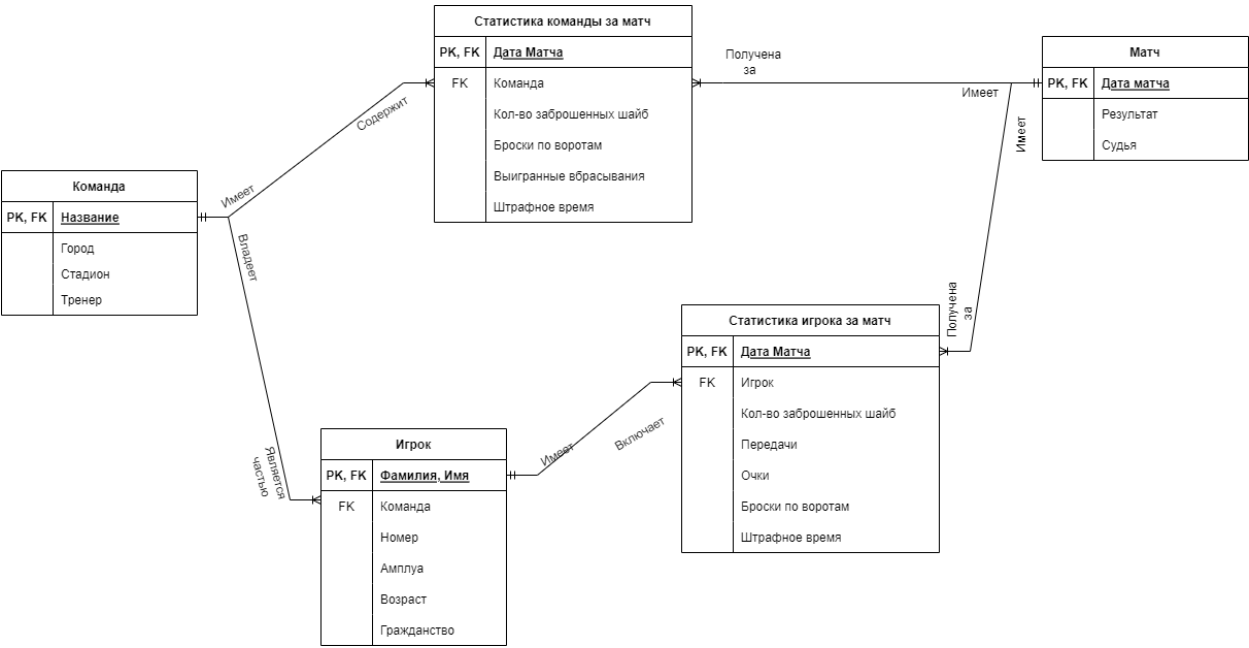 Статистика команды за матч
PK, FK Дата Матча
FK Команда
Кол-во заброшенных шайб
Броски по воротам
Выигранные вбрасывания
Штрафное время
Получена
за
Имеет
Имеет
Матч
PK, FK Дата матча
Результат
Судья
Содержит
Имеет
Команда
PK, FK Название
Город
Стадион
Тренер
Владеет
Является
частью
Получена
за
Статистика игрока за матч
PK, FK Дата Матча
FK Игрок
Кол-во заброшенных шайб
Передачи
Очки
Броски по воротам
Штрафное время
Имеет
Включает
Игрок
PK, FK Фамилия, Имя
FK Команда
Номер
Амплуа
Возраст
Гражданство